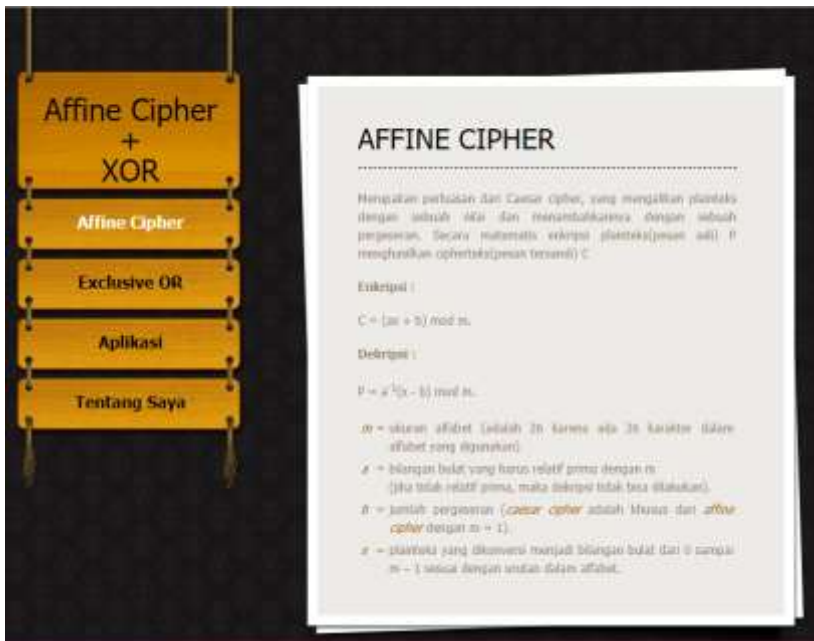 Affine Cipher
+
XOR
Affine Cipher
Exclusive OR
Aplikasi
Tentang Saya
AFFINE CIPHER
Merupakan perluasan dari Caesar cipher, yang mengalikan plainteks
dengan sebuah nilai dan menambahkannya dengan sebuah
pergeseran. Secara matematis enkripsi plainteks(pesan asli) P
menghasilkan cipherteks(pesan tersandi) C
Enkripsi :
C = (ax + b) mod m.
Dekripsi :
P = a⁻¹(x - b) mod m.
m = ukuran alfabet (adalah 26 karena ada 26 karakter dalam
alfabet yang digunakan)
a = bilangan bulat yang harus relatif prima dengan m
(jika tidak relatif prima, maka dekripsi tidak bisa dilakukan).
b = jumlah pergeseran (caesar cipher adalah khusus dari affine
cipher dengan m = 1).
x = plainteks yang dikonversi menjadi bilangan bulat dari 0 sampai
m – 1 sesuai dengan urutan dalam alfabet.